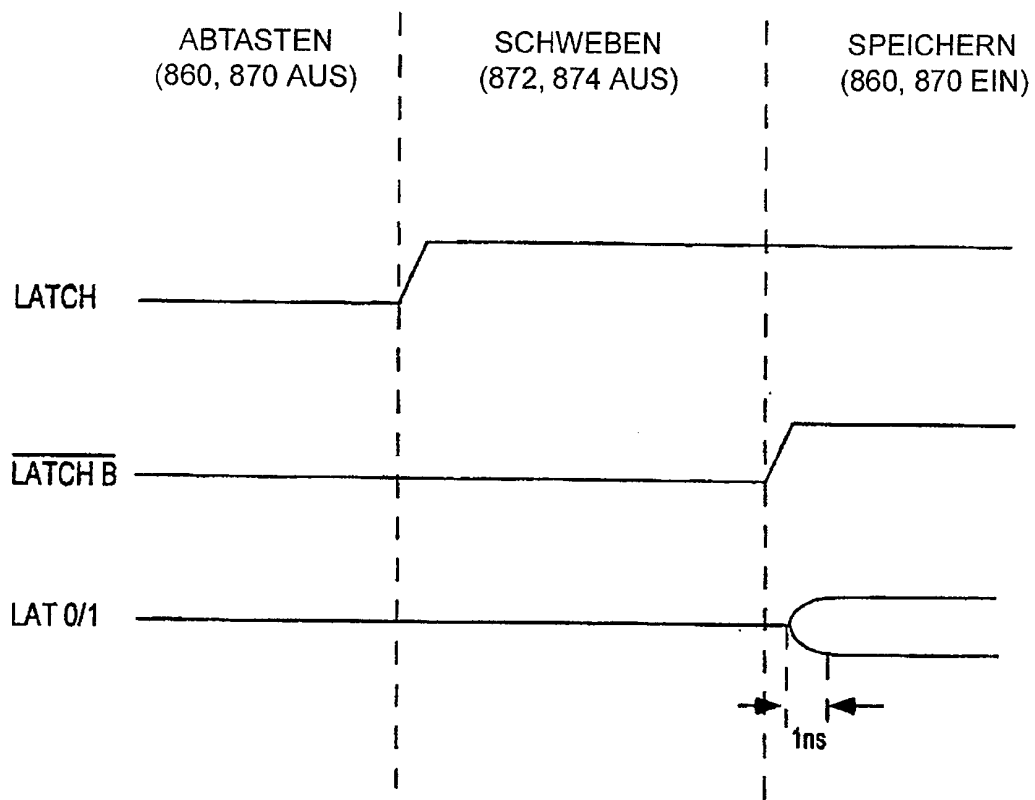 ABTASTEN
(860, 870 AUS)
SCHWEBEN
(872, 874 AUS)
SPEICHERN
(860, 870 EIN)
LATCH
LATCH B
LAT 0/1
1ns